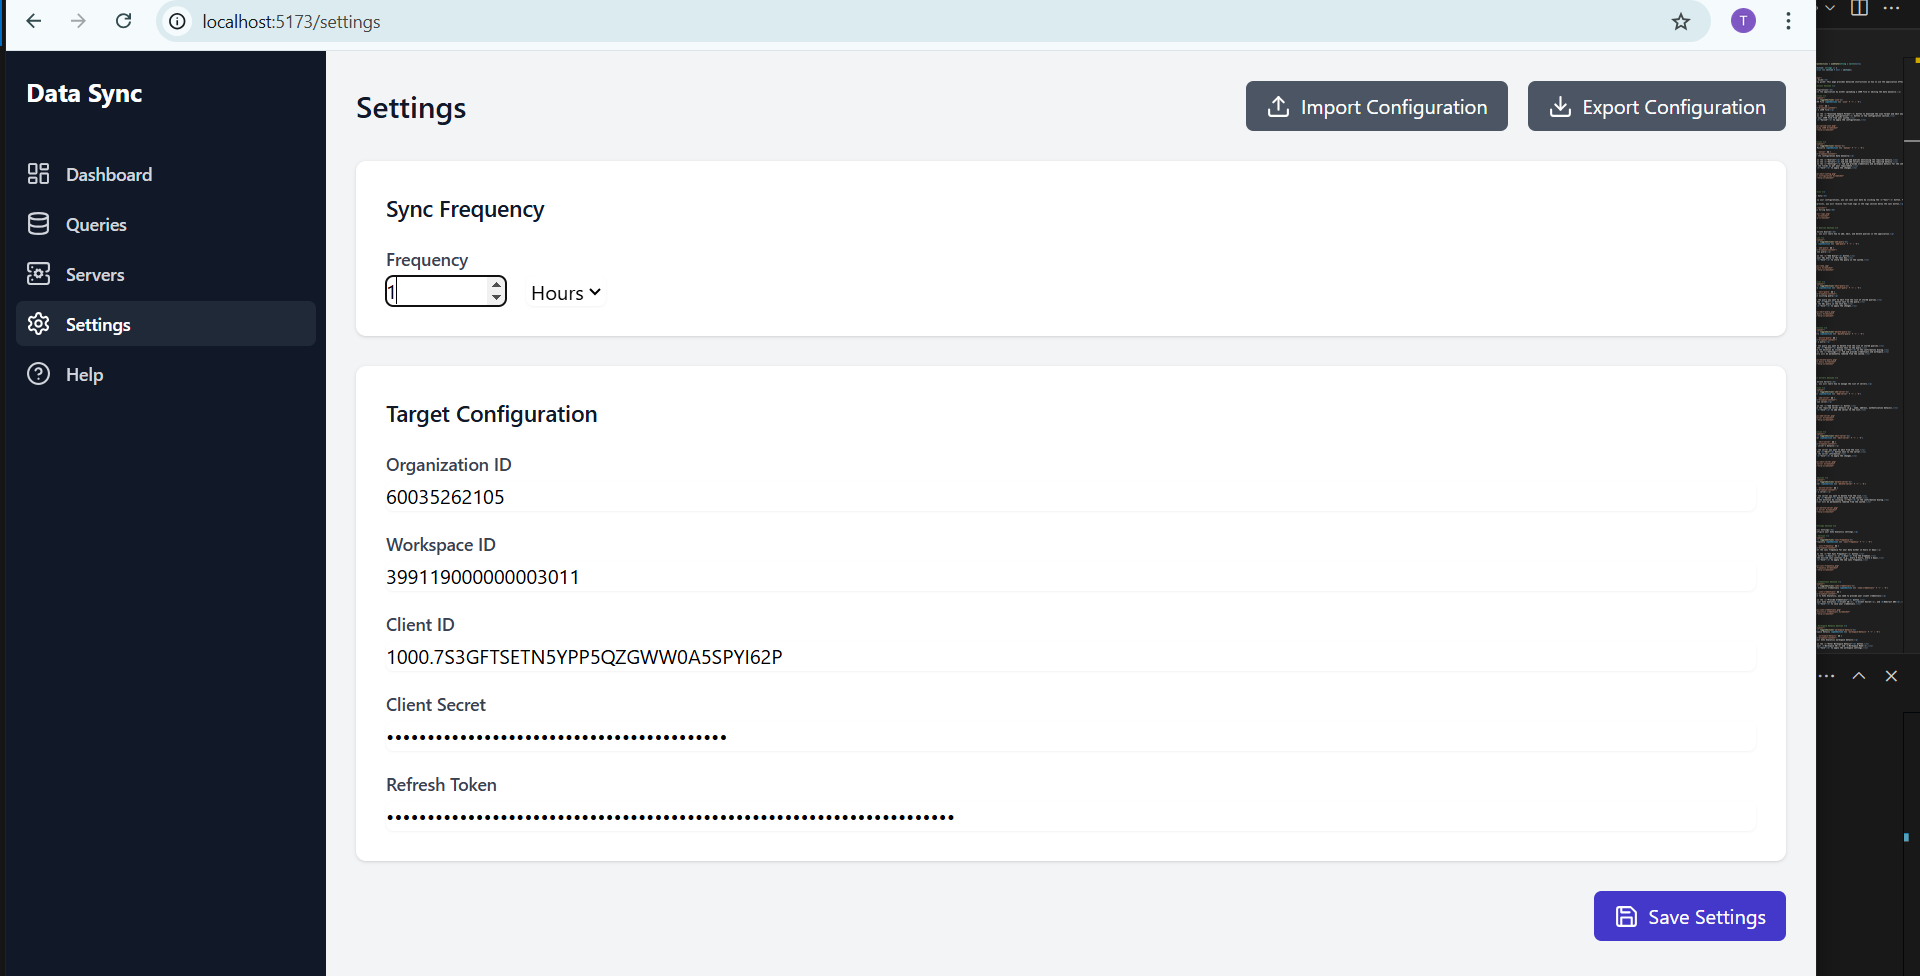 localhost:5173/settings
T
Data Sync
Dashboard
Queries
Servers
Settings
Help
Settings
Import Configuration
Export Configuration
Sync Frequency
Frequency
1
Hours
Target Configuration
Organization ID
60035262105
Workspace ID
399119000000003011
Client ID
1000.7S3GFTSETN5YPP5QZGWW0A5SPYI62P
Client Secret
Refresh Token
Save Settings